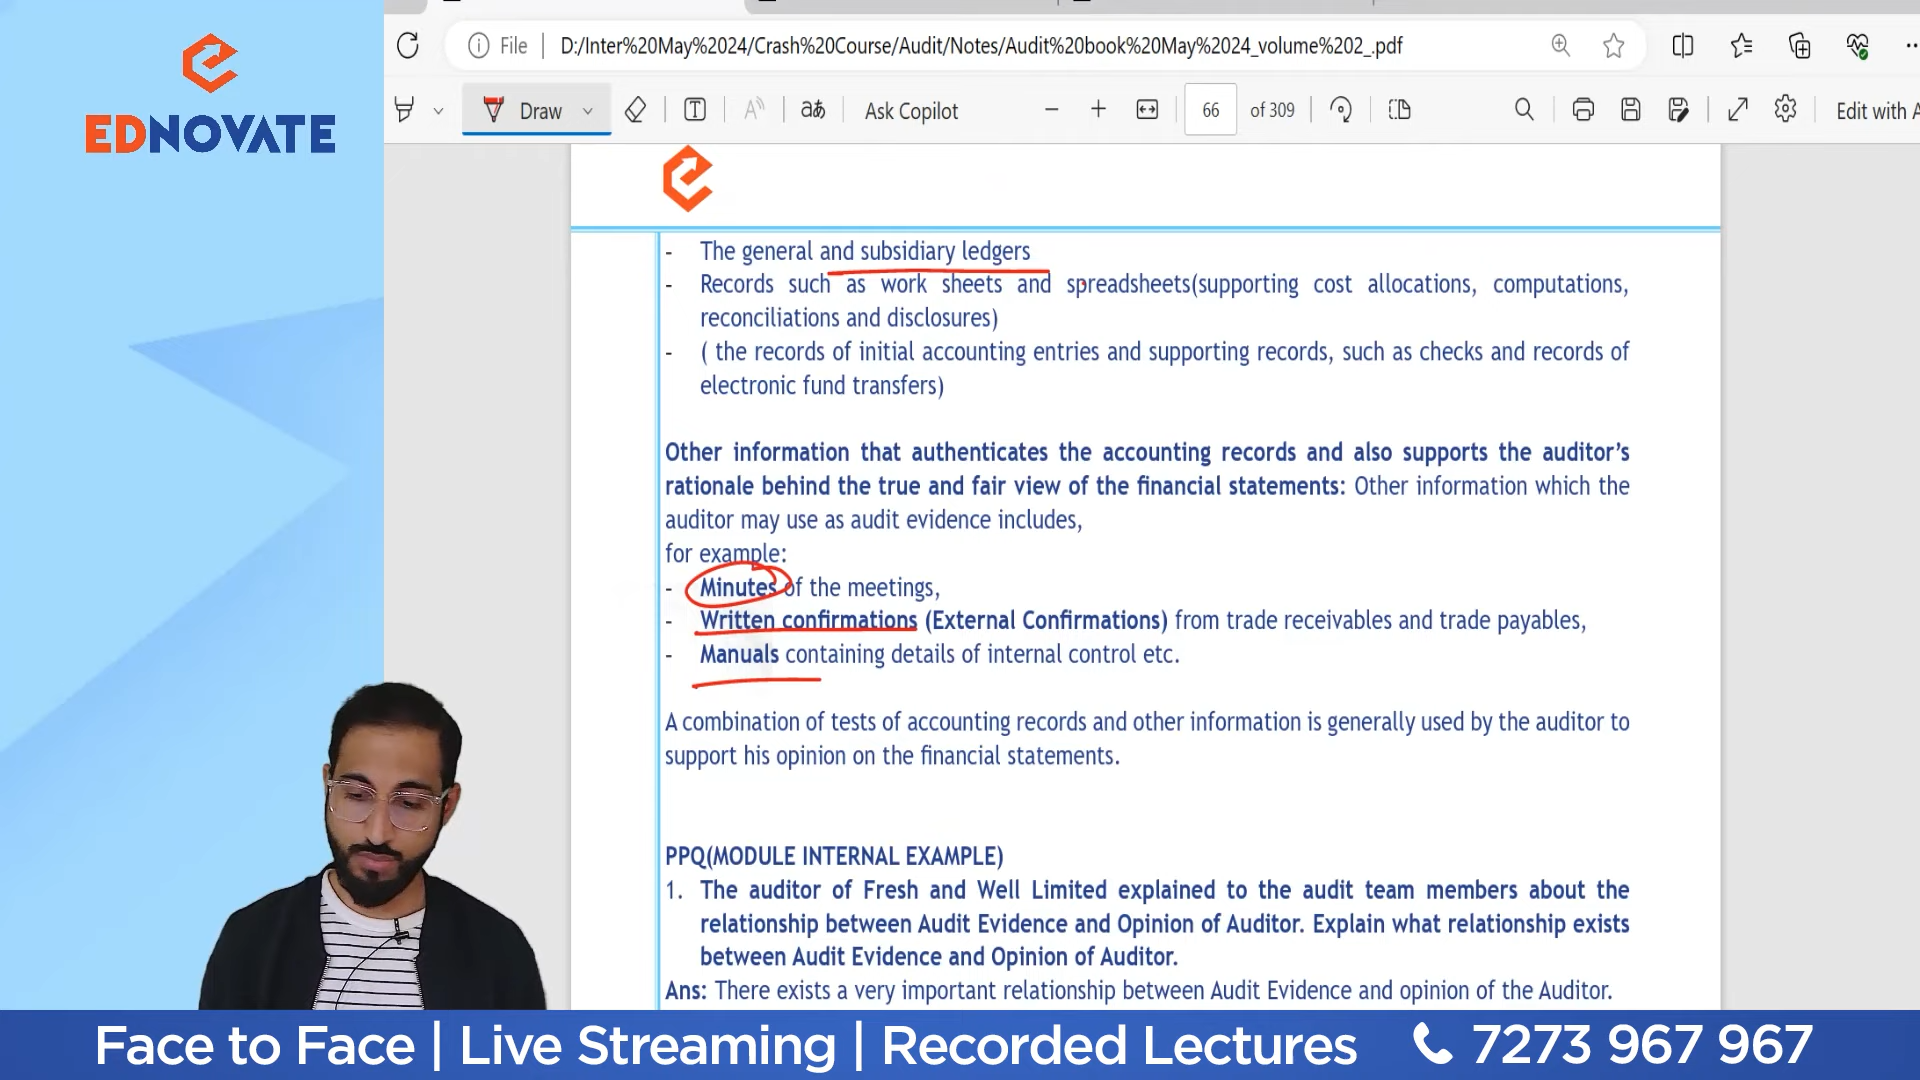 EDNOVATE
File
D:/Inter%20May%2024/Crash%20Course/Audit/Notes/Audit%20book%20May%2024_volume%202_.pdf
Draw
Ask Copilot
66 of 309
Edit with A
- The general and subsidiary ledgers
- Records such as work sheets and spreadsheets(supporting cost allocations, computations,
reconciliations and disclosures)
- ( the records of initial accounting entries and supporting records, such as checks and records of
electronic fund transfers)
Other information that authenticates the accounting records and also supports the auditor’s
rationale behind the true and fair view of the financial statements: Other information which the
auditor may use as audit evidence includes,
for example:
- Minutes of the meetings,
- Written confirmations (External Confirmations) from trade receivables and trade payables,
- Manuals containing details of internal control etc.
A combination of tests of accounting records and other information is generally used by the auditor to
support his opinion on the financial statements.
PPQ(MODULE INTERNAL EXAMPLE)
1. The auditor of Fresh and Well Limited explained to the audit team members about the
relationship between Audit Evidence and Opinion of Auditor. Explain what relationship exists
between Audit Evidence and Opinion of Auditor.
Ans: There exists a very important relationship between Audit Evidence and opinion of the Auditor.
Face to Face | Live Streaming | Recorded Lectures 7273 967 967